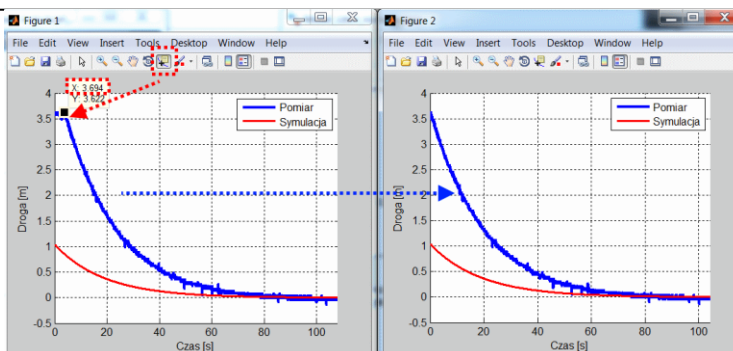 Figure 1
File Edit View Insert Tools Desktop Window Help
X: 3.694
Y: 3.622
4
3.5
3
2.5
2
1.5
1
0.5
0
-0.5
Droga [m]
Pomiar
Symulacja
0 20 40 60 80 100
Czas [s]
Figure 2
File Edit View Insert Tools Desktop Window Help
4
3.5
3
2.5
2
1.5
1
0.5
0
-0.5
Droga [m]
Pomiar
Symulacja
0 20 40 60 80 100
Czas [s]